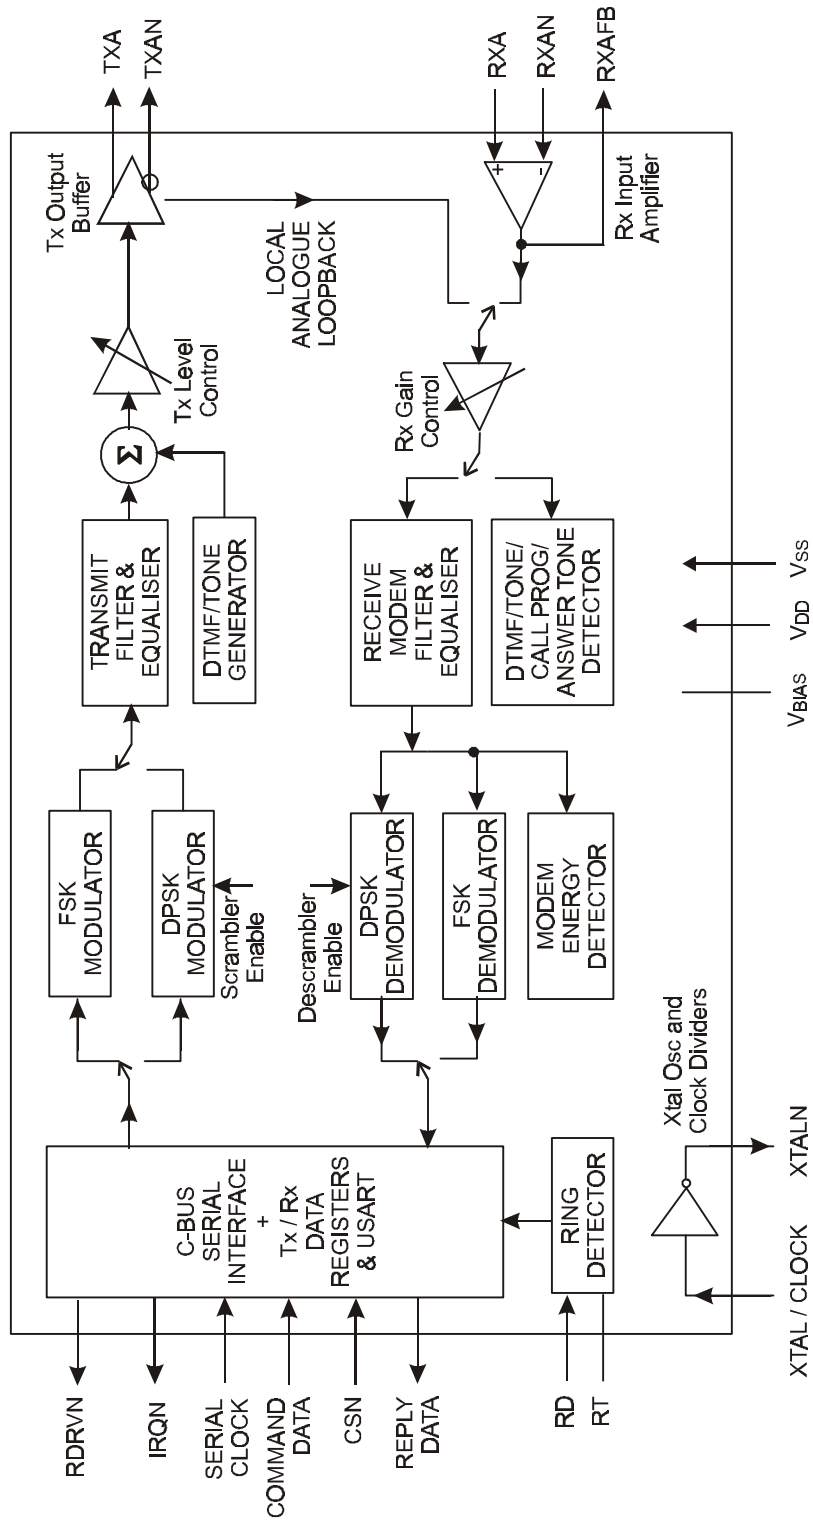 RDRVN
IRQN
SERIAL
CLOCK
COMMAND
DATA
CSN
REPLY
DATA
RD
RT
C-BUS
SERIAL
INTERFACE
+
Tx / Rx
DATA
REGISTERS
& USART
RING
DETECTOR
FSK
MODULATOR
DPSK
MODULATOR
Scrambler
Enable
Descrambler
Enable
DPSK
DEMODULATOR
FSK
DEMODULATOR
MODEM
ENERGY
DETECTOR
TRANSMIT
FILTER &
EQUALISER
DTMF/TONE
GENERATOR
RECEIVE
MODEM
FILTER &
EQUALISER
DTMF/TONE/
CALL PROG/
ANSWER TONE
DETECTOR
Σ
Tx Level
Control
Rx Gain
Control
LOCAL
ANALOGUE
LOOPBACK
Tx Output
Buffer
+
-
Rx Input
Amplifier
TXA
TXAN
RXA
RXAN
RXAFB
Xtal Osc and
Clock Dividers
XTAL / CLOCK
XTALN
VBIAS
VDD
VSS